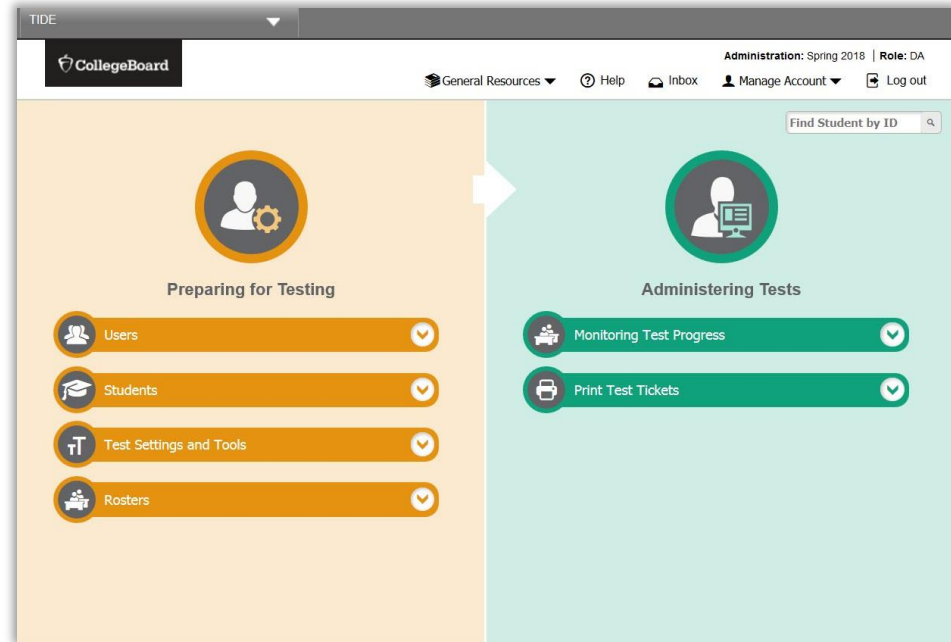 TIDE
CollegeBoard
Administration: Spring 2018 | Role: DA
General Resources Help Inbox Manage Account Log out
Find Student by ID
Preparing for Testing
Users
Students
Test Settings and Tools
Rosters
Administering Tests
Monitoring Test Progress
Print Test Tickets